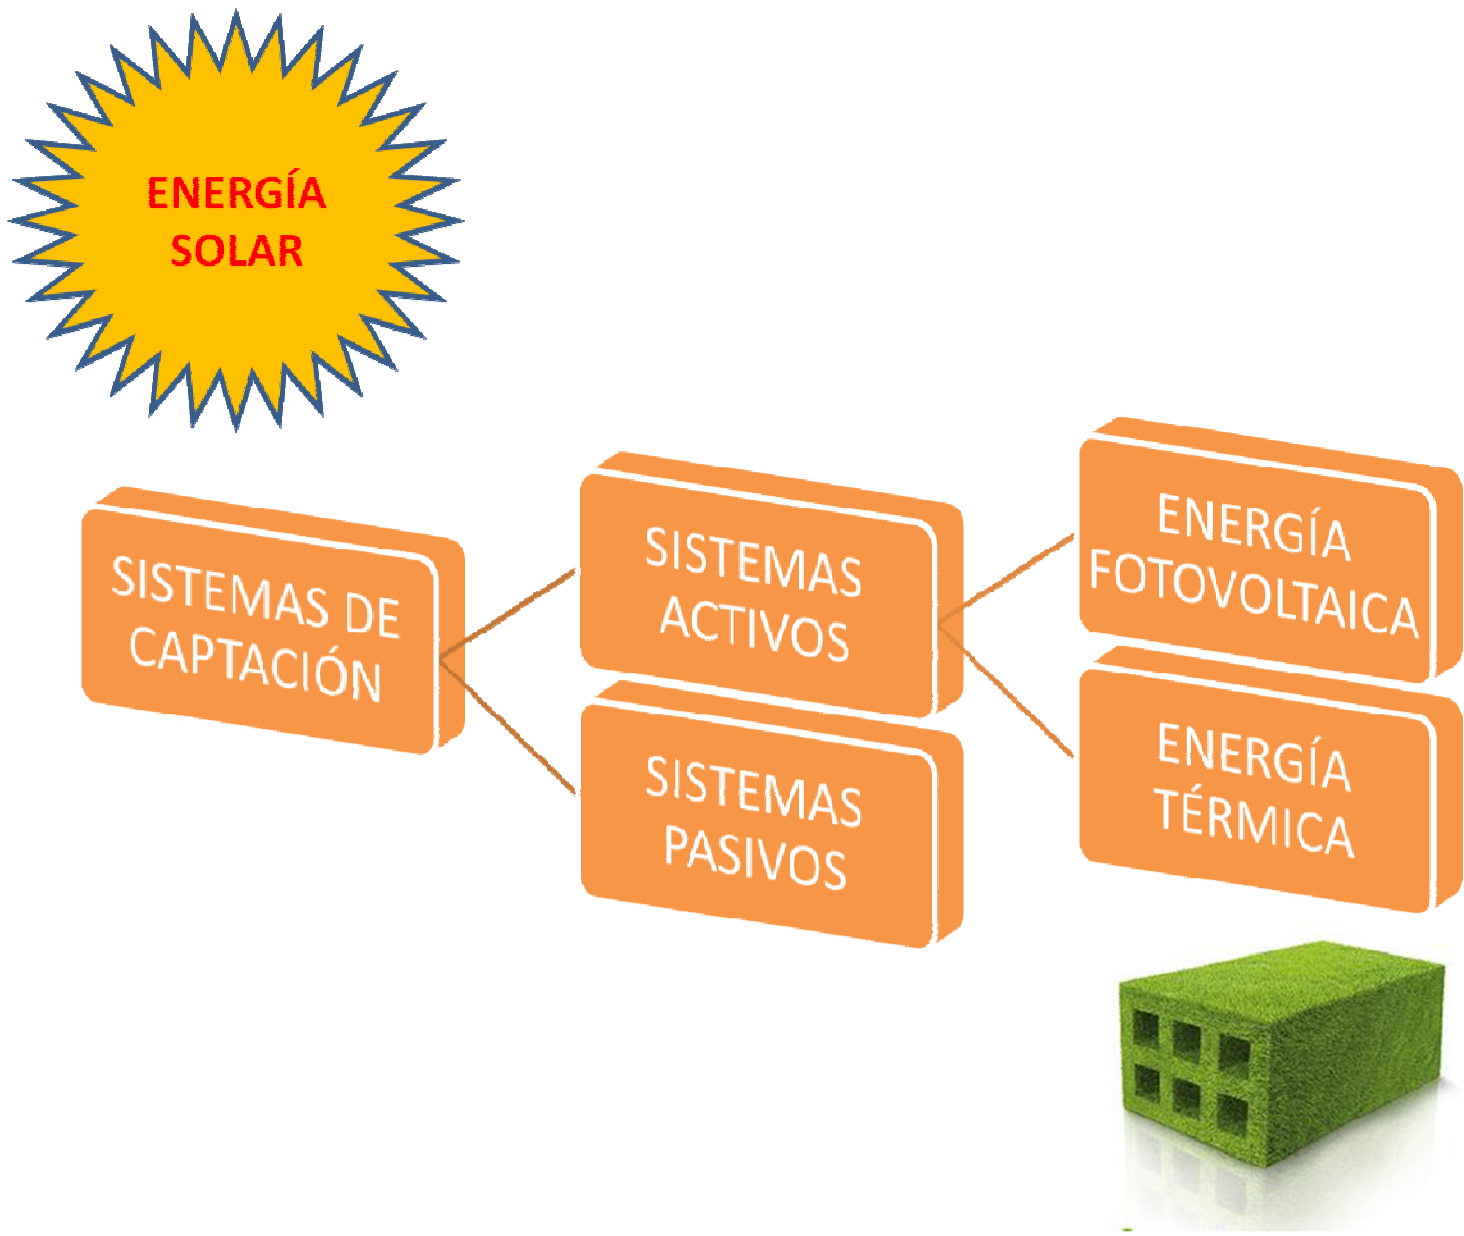 ENERGÍA
SOLAR
SISTEMAS DE
CAPTACIÓN
SISTEMAS
ACTIVOS
SISTEMAS
PASIVOS
ENERGÍA
FOTOVOLTAICA
ENERGÍA
TÉRMICA